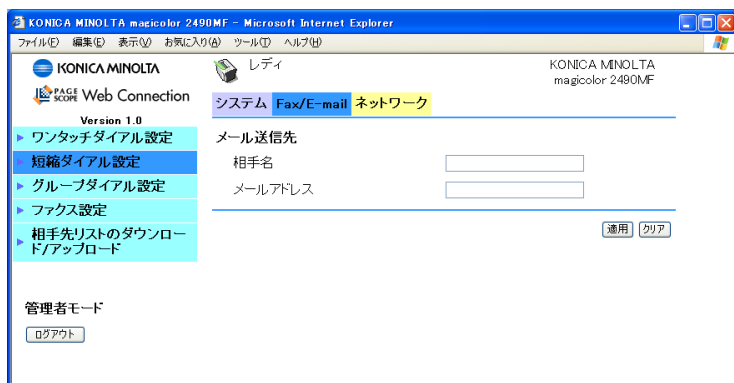 KONICA MINOLTA magicolor 2490MF - Microsoft Internet Explorer
ファイル(F) 編集(E) 表示(V) お気に入り(A) ツール(T) ヘルプ(H)
KONICA MINOLTA
PAGE SCOPE Web Connection
Version 1.0
レディ
KONICA MINOLTA
magicolor 2490MF
システム Fax/E-mail ネットワーク
ワンタッチダイアル設定
短縮ダイアル設定
グループダイアル設定
ファクス設定
相手先リストのダウンロー
ド/アップロード
管理者モード
ログアウト
メール送信先
相手名
メールアドレス
適用 クリア